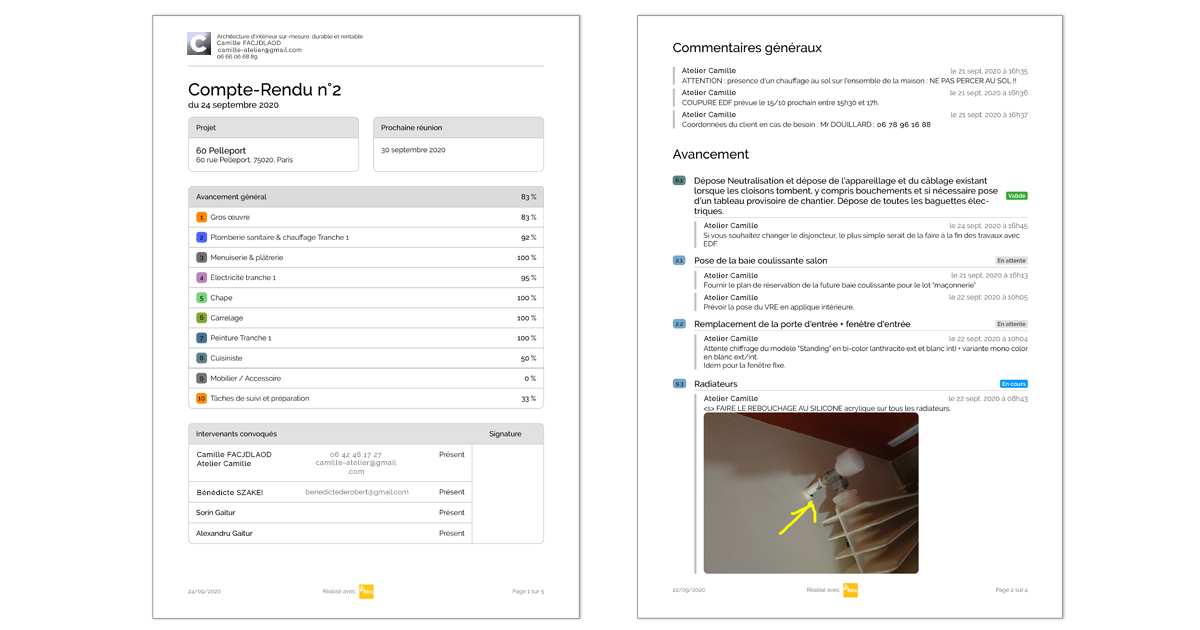 C
Architecture d'intérieur sur-mesure, durable et rentable
Camille FACJDLAOD
camille-atelier@gmail.com
06 66 06 68 89
Compte-Rendu n°2
du 24 septembre 2020
Projet
60 Pelleport
60 rue Pelleport, 75020, Paris
Prochaine réunion
30 septembre 2020
Avancement général 83 %
1 Gros œuvre 83 %
2 Plomberie sanitaire & chauffage Tranche 1 92 %
3 Menuiserie & plâtrerie 100 %
4 Électricité tranche 1 95 %
5 Chape 100 %
6 Carrelage 100 %
7 Peinture Tranche 1 100 %
8 Cuisiniste 50 %
9 Mobilier / Accessoire 0 %
10 Tâches de suivi et préparation 33 %
Intervenants convoqués Signature
Camille FACJDLAOD 06 42 48 17 27 Présent
Atelier Camille camille-atelier@gmail
.com
Bénédicte SZAKEI benedictederobert@gmail.com Présent
Sorin Gaitur Présent
Alexandru Gaitur Présent
24/09/2020 Réalisé avec Page 1 sur 5
Commentaires généraux
Atelier Camille le 21 sept. 2020 à 16h35
ATTENTION : présence d'un chauffage au sol sur l'ensemble de la maison : NE PAS PERCER AU SOL !!
Atelier Camille le 21 sept. 2020 à 16h36
COUPURE EDF prévue le 15/10 prochain entre 15h30 et 17h.
Atelier Camille le 21 sept. 2020 à 16h37
Coordonnées du client en cas de besoin : Mr DOUILLARD : 06 78 96 16 88
Avancement
Dépose Neutralisation et dépose de l'appareillage et du câblage existant
lorsque les cloisons tombent, y compris bouchements et si nécessaire pose
d'un tableau provisoire de chantier. Dépose de toutes les baguettes élec-
triques.
Validé
Atelier Camille le 24 sept. 2020 à 16h45
Si vous souhaitez changer le disjoncteur, le plus simple serait de la faire à la fin des travaux avec
EDF.
2.1 Pose de la baie coulissante salon En attente
Atelier Camille le 21 sept. 2020 à 16h13
Fournir le plan de réservation de la future baie coulissante pour le lot "maçonnerie"
Atelier Camille le 22 sept. 2020 à 10h05
Prévoir la pose du VRE en applique intérieure.
2.2 Remplacement de la porte d'entrée + fenêtre d'entrée En attente
Atelier Camille le 22 sept. 2020 à 10h04
Attente chiffrage du modèle "Standing" en bi-color (anthracite ext et blanc int) + variante mono color
en blanc ext/int.
Idem pour la fenêtre fixe.
9.3 Radiateurs En cours
Atelier Camille le 22 sept. 2020 à 08h43
<s> FAIRE LE REBOUCHAGE AU SILICONE acrylique sur tous les radiateurs.
22/09/2020 Réalisé avec Page 2 sur 4